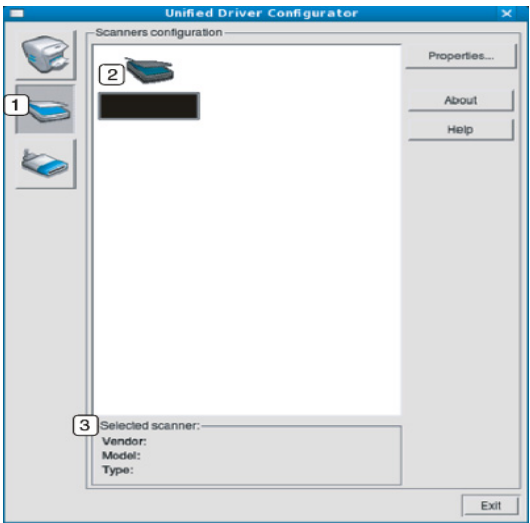 Unified Driver Configurator
Scanners configuration
Properties...
2
1
About
Help
3
Selected scanner:
Vendor:
Model:
Type:
Exit